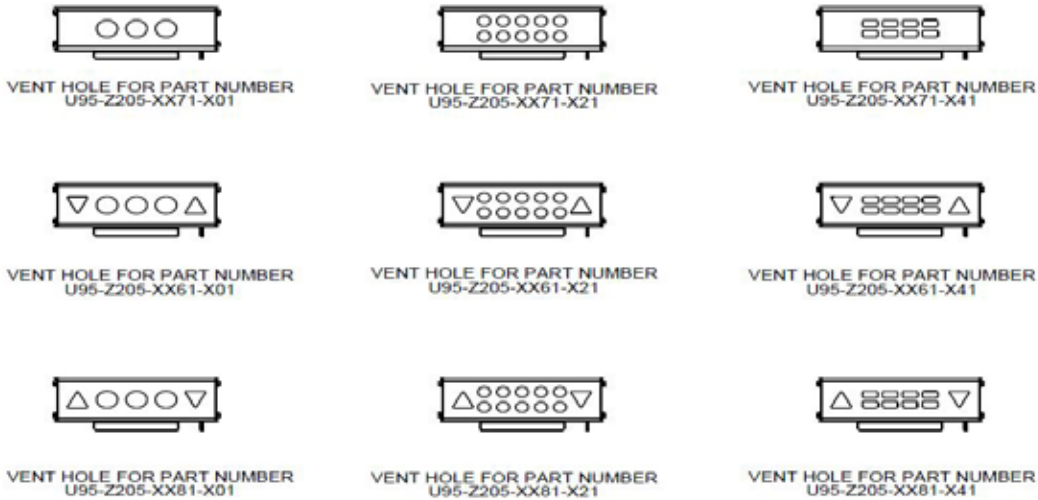 VENT HOLE FOR PART NUMBER
U95-Z205-XX71-X01
VENT HOLE FOR PART NUMBER
U95-Z205-XX71-X21
VENT HOLE FOR PART NUMBER
U95-Z205-XX71-X41
VENT HOLE FOR PART NUMBER
U95-Z205-XX61-X01
VENT HOLE FOR PART NUMBER
U95-Z205-XX61-X21
VENT HOLE FOR PART NUMBER
U95-Z205-XX61-X41
VENT HOLE FOR PART NUMBER
U95-Z205-XX81-X01
VENT HOLE FOR PART NUMBER
U95-Z205-XX81-X21
VENT HOLE FOR PART NUMBER
U95-Z205-XX81-X41